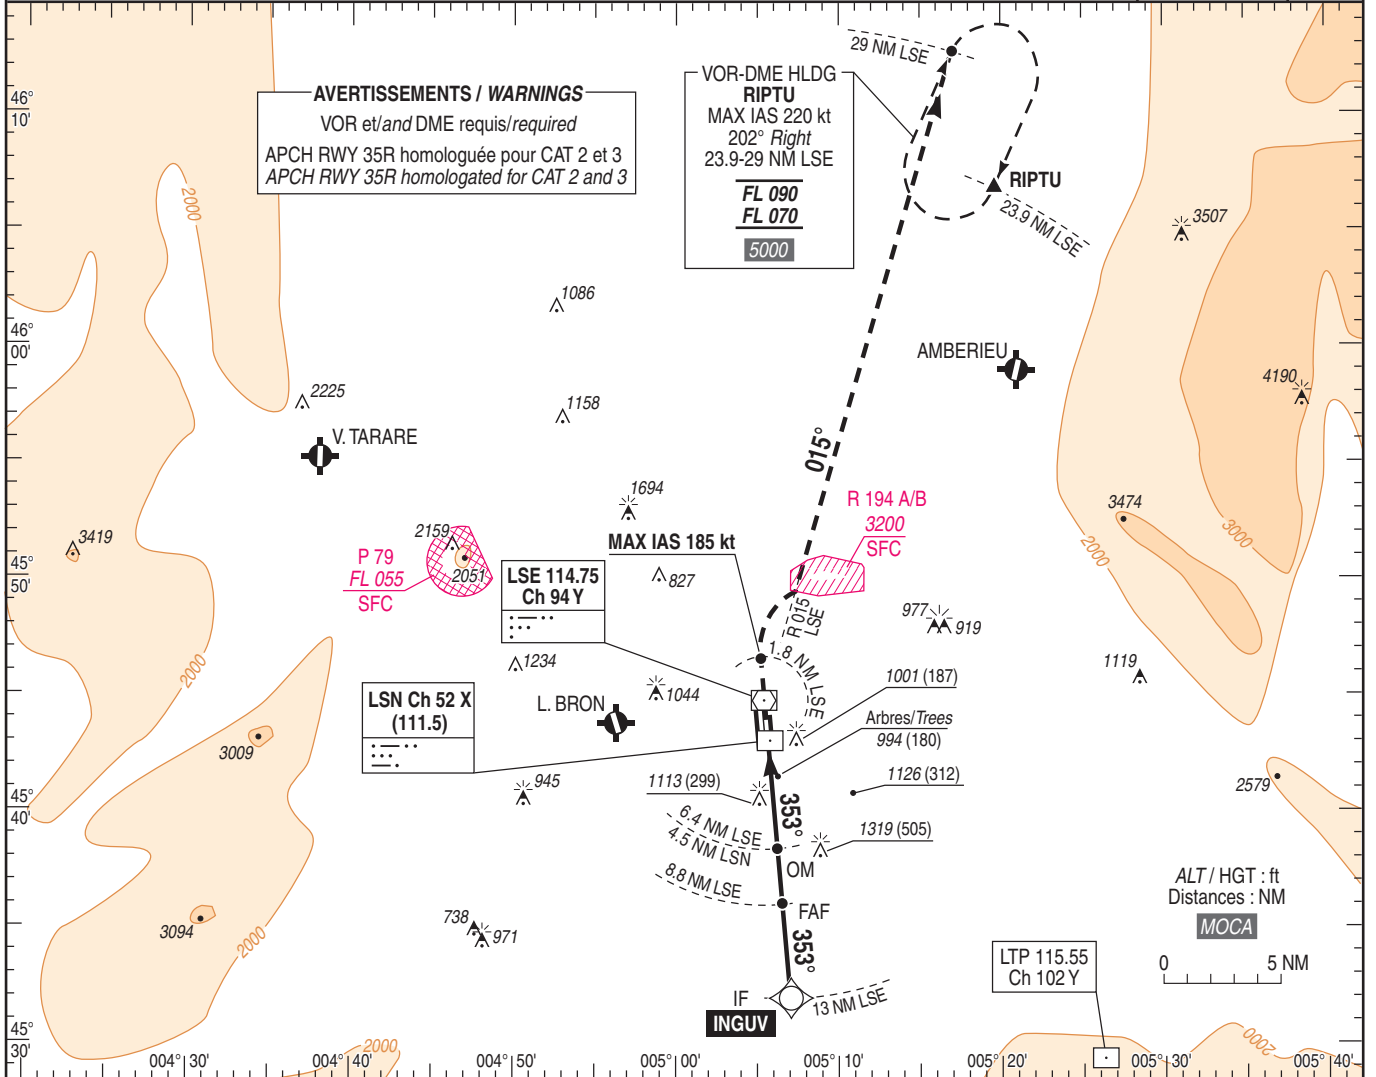 29 NM LSE
VOR-DME HLDG
RIPTU
MAX IAS 220 kt
202° Right
23.9-29 NM LSE
FL 090
FL 070
5000
AVERTISSEMENTS / WARNINGS
VOR et/and DME requis/required
APCH RWY 35R homologuée pour CAT 2 et 3
APCH RWY 35R homologated for CAT 2 and 3
46°
10'
2000
RIPTU
23.9 NM LSE
3507
1086
46°
00'
AMBERIEU
4190
2225
1158
V. TARARE
015°
1694
R 194 A/B
3200
SFC
3474
3000
2000
3419
2159
2051
P 79
FL 055
SFC
MAX IAS 185 kt
827
45°
50'
LSE 114.75
Ch 94 Y
R 015
LSE
977
919
1.8 NM LSE
1234
1044
1119
2000
1001 (187)
LSN Ch 52 X
(111.5)
L. BRON
Arbres/Trees
994 (180)
3009
945
1113 (299)
1126 (312)
2579
45°
40'
353°
6.4 NM LSE
4.5 NM LSN
1319 (505)
OM
8.8 NM LSE
FAF
ALT / HGT : ft
Distances : NM
MOCA
0 5 NM
3094
2000
738
971
353°
LTP 115.55
Ch 102 Y
IF
INGUV
13 NM LSE
45°
30'
2000
2000
004° 30' 004° 40' 004° 50' 005° 00' 005° 10' 005° 20' 005° 30' 005° 40'